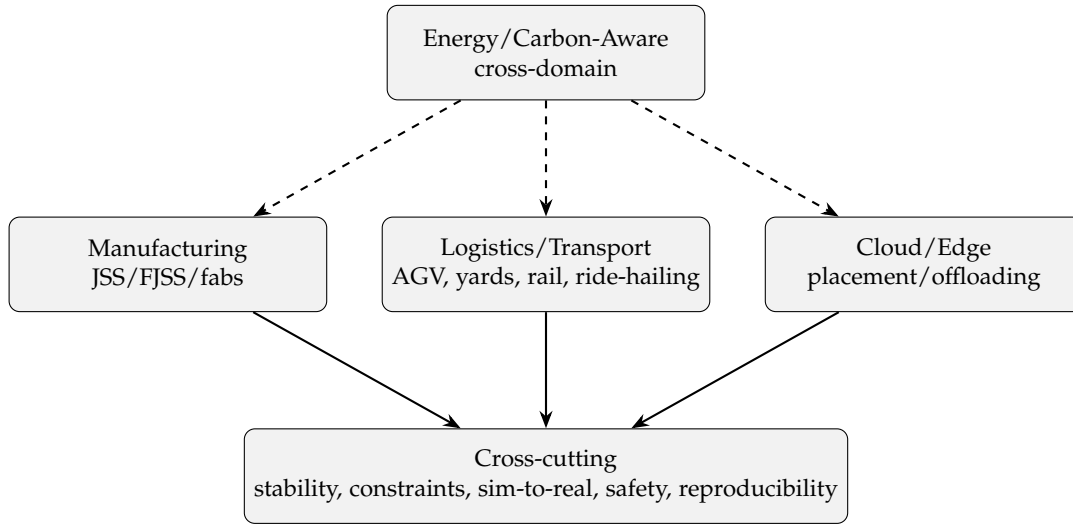 Energy/Carbon-Aware
cross-domain
Manufacturing
JSS/FJSS/fabs
Logistics/Transport
AGV, yards, rail, ride-hailing
Cloud/Edge
placement/offloading
Cross-cutting
stability, constraints, sim-to-real, safety, reproducibility